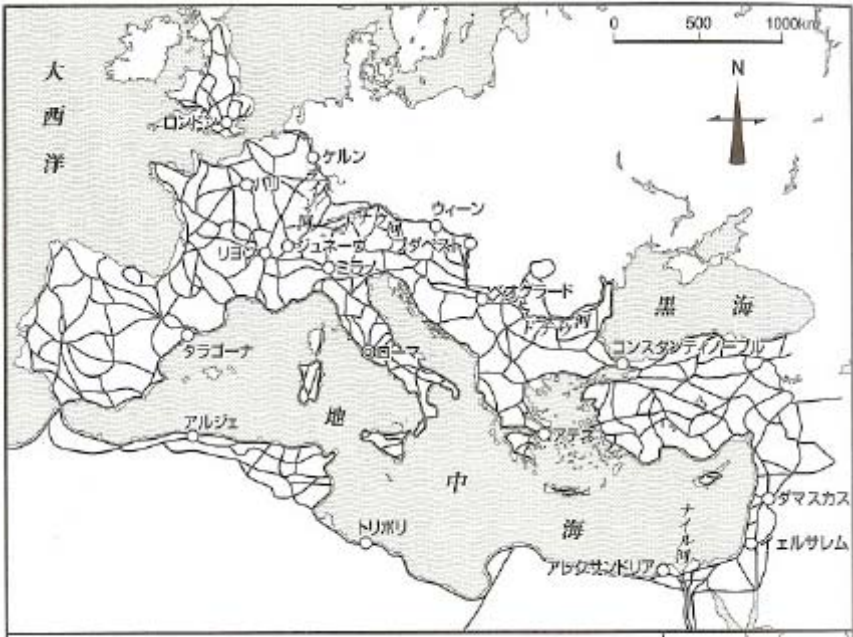 0 500 1000km
N
大西洋
ロンドン
ケルン
パリ
ウィーン
ジュネーヴ
リヨン
ブダペスト
ミラノ
ベオグラード
黒海
河
河
ドナウ河
コンスタンティノープル
タラゴーナ
ローマ
アルジェ
アテネ
地中海
ダマスカス
トリポリ
ナイル河
イェルサレム
アレクサンドリア